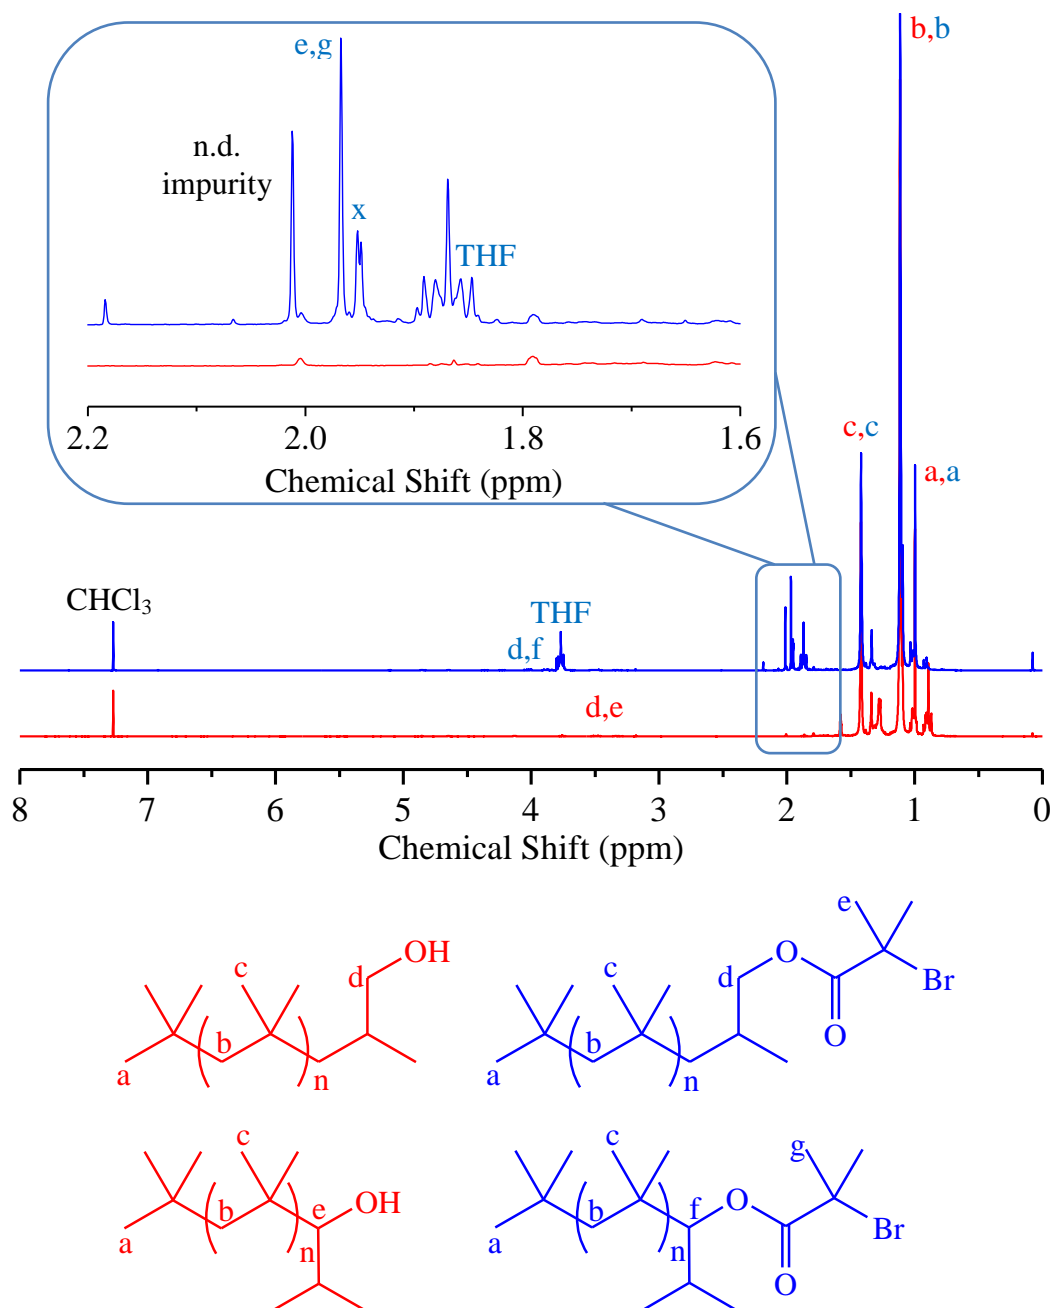 b,b
e,g
n.d.
impurity
x
THF
2.2 2.0 1.8 1.6
Chemical Shift (ppm)
c,c
a,a
CHCl₃
THF
d,f
d,e
8 7 6 5 4 3 2 1 0
Chemical Shift (ppm)
OH
c d
b
a n
e
O
c d Br
b O
a n
c
e OH
b
a n
c g
f O
b Br
a n O